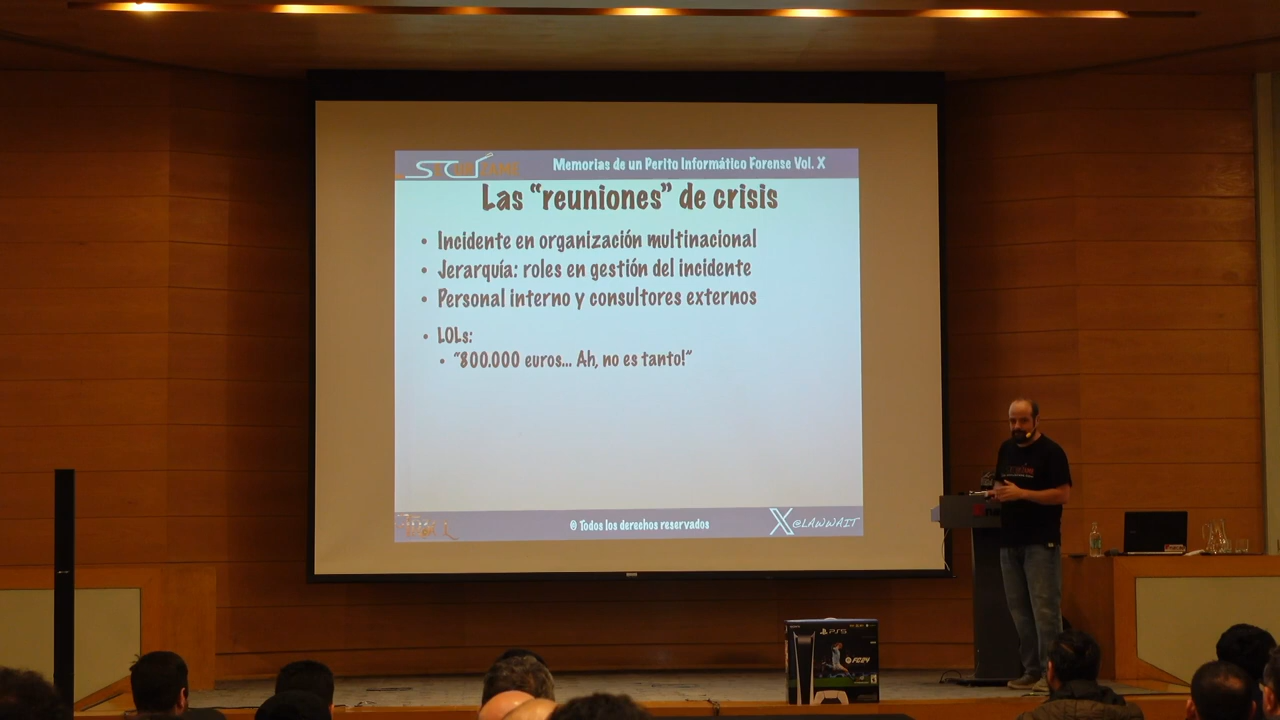 Memorias de un Perito Informático Forense Vol. X
Las “reuniones” de crisis
• Incidente en organización multinacional
• Jerarquía: roles en gestión del incidente
• Personal interno y consultores externos
• LOLs:
• “800.000 euros... Ah, no es tanto!”
© Todos los derechos reservados
X @LAWWAIT
PS5
FC24